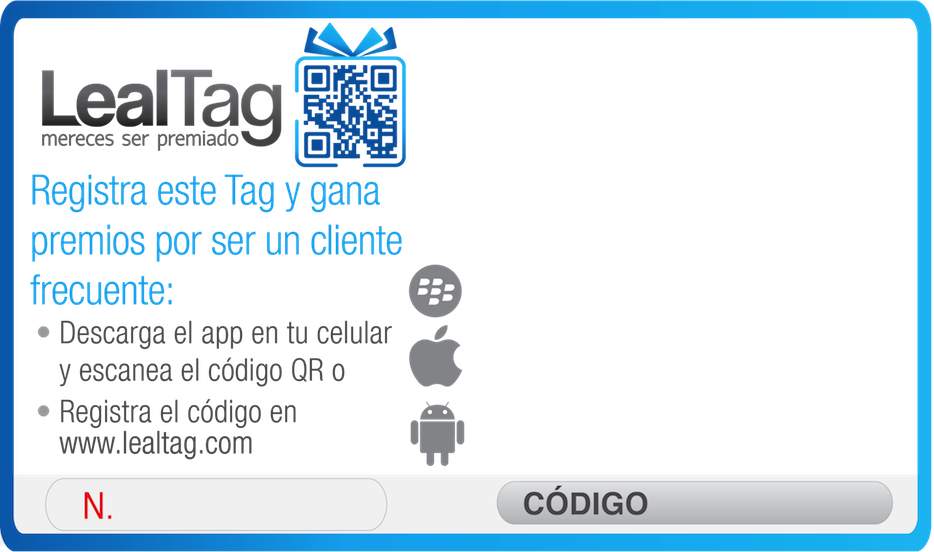 LealTag
mereces ser premiado
Registra este Tag y gana
premios por ser un cliente
frecuente:
• Descarga el app en tu celular
y escanea el código QR o
• Registra el código en
www.lealtag.com
N.
CÓDIGO